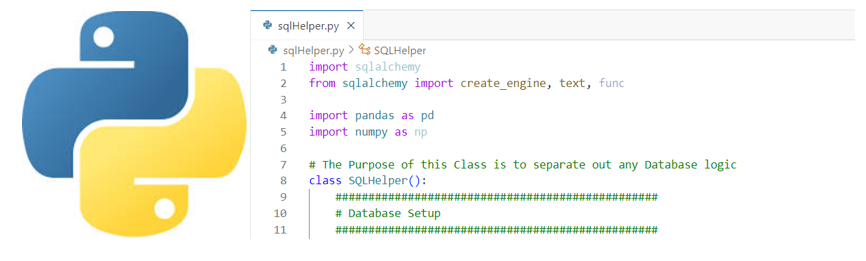 sqlHelper.py ×
sqlHelper.py > SQLHelper
1 import sqlalchemy
2 from sqlalchemy import create_engine, text, func
3
4 import pandas as pd
5 import numpy as np
6
7 # The Purpose of this Class is to separate out any Database logic
8 class SQLHelper():
9     #################################################
10     # Database Setup
11     #################################################